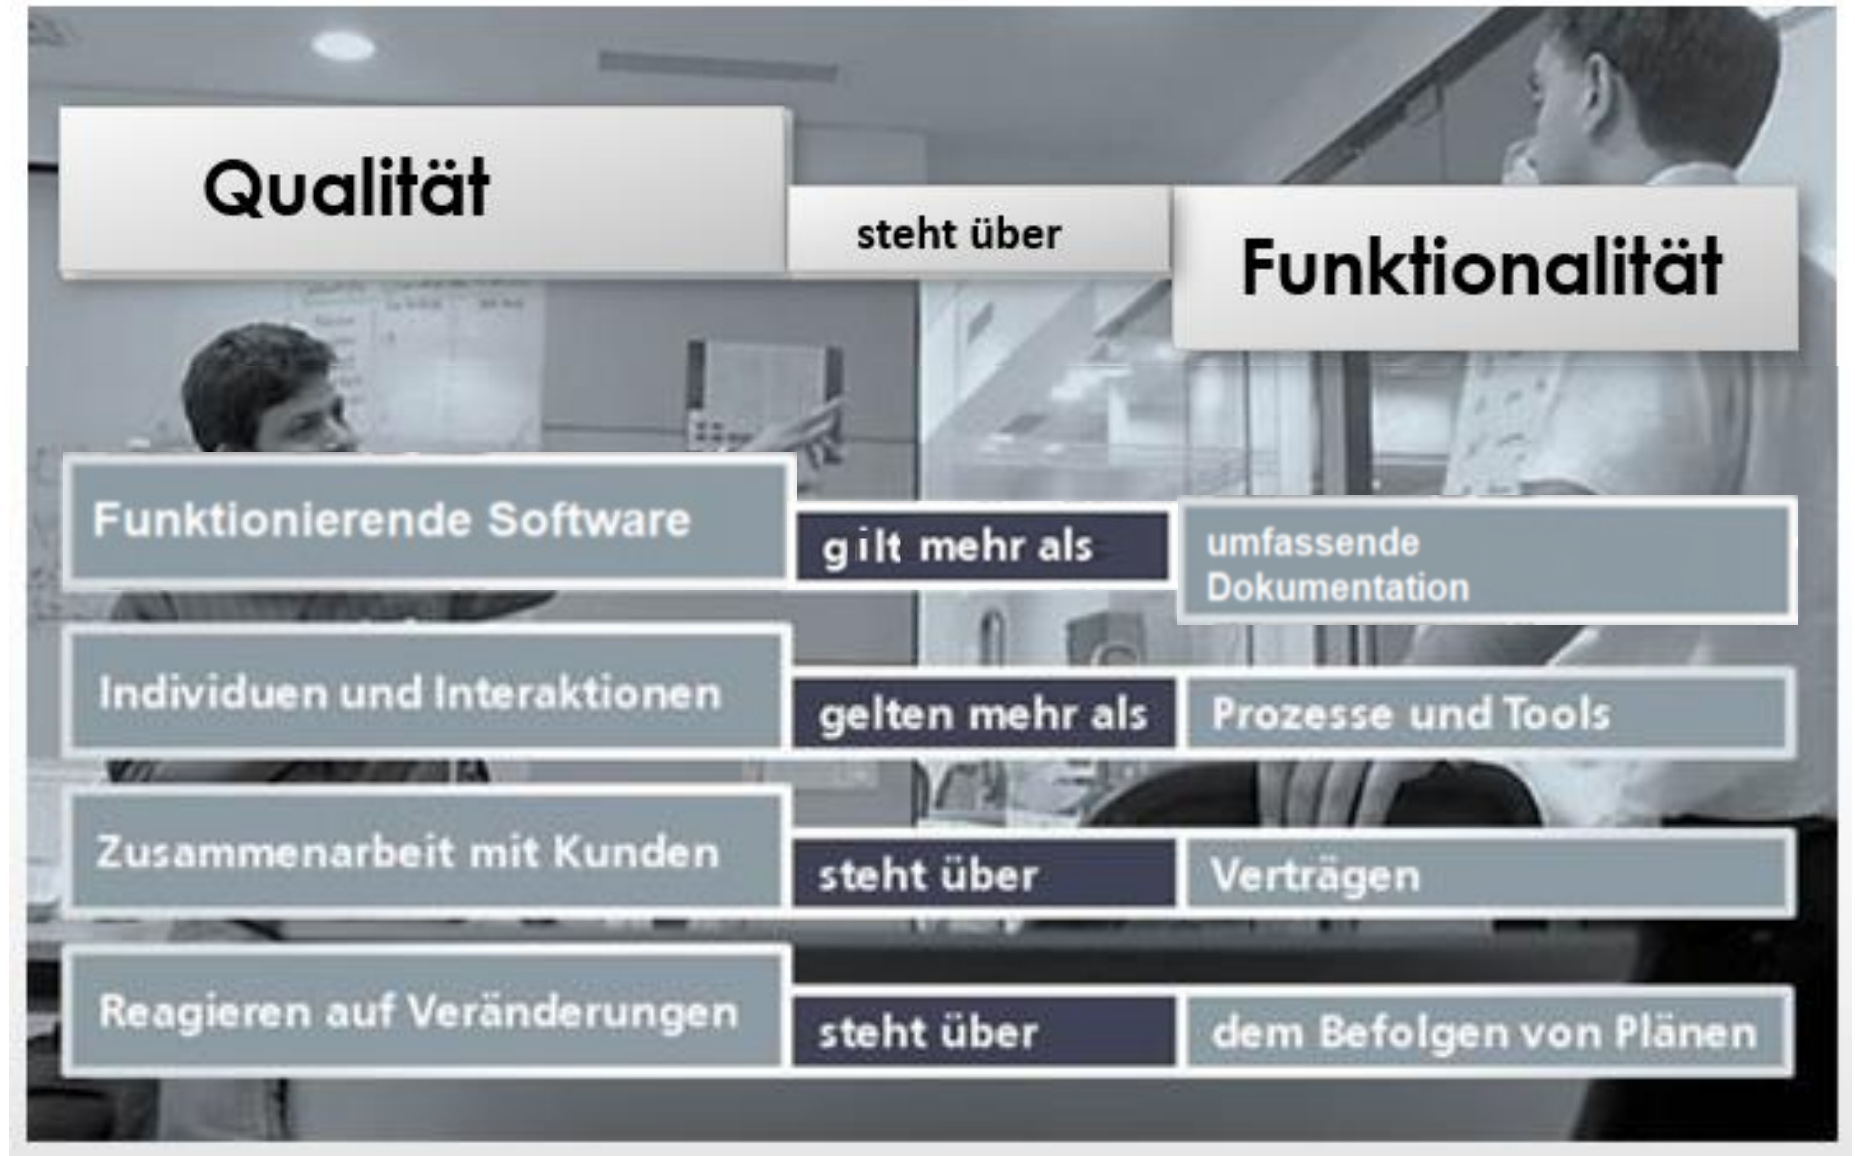 Qualität
steht über
Funktionalität
Funktionierende Software
gilt mehr als
umfassende
Dokumentation
Individuen und Interaktionen
gelten mehr als
Prozesse und Tools
Zusammenarbeit mit Kunden
steht über
Verträgen
Reagieren auf Veränderungen
steht über
dem Befolgen von Plänen